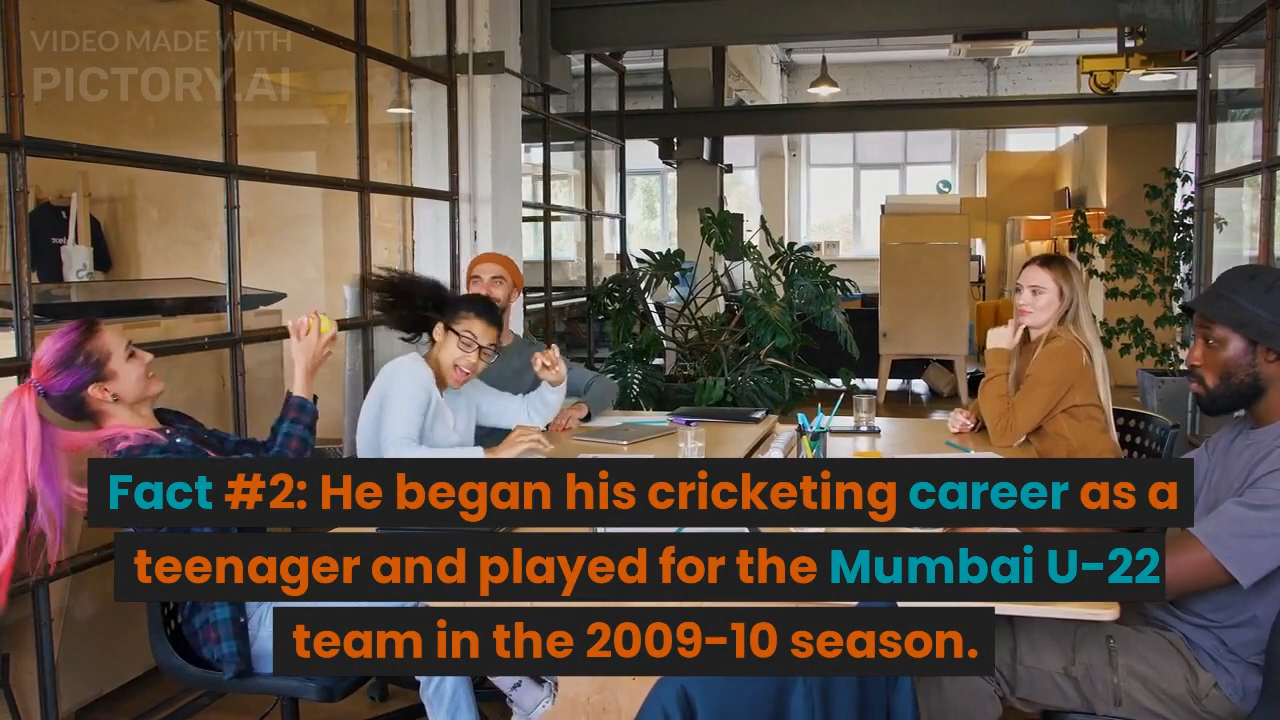 VIDEO MADE WITH
PICTORY.AI
Fact #2: He began his cricketing career as a
teenager and played for the Mumbai U-22
team in the 2009-10 season.